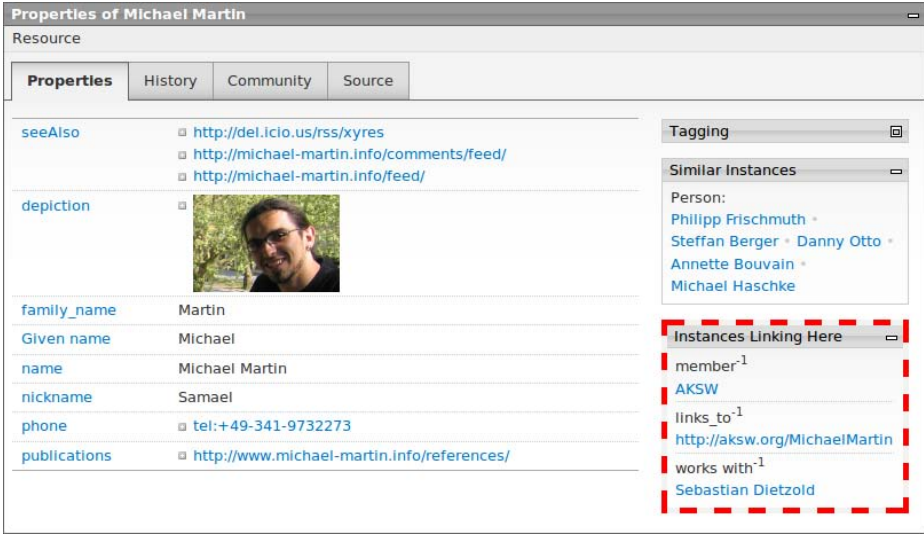 Properties of Michael Martin
Resource
Properties History Community Source
seeAlso http://del.icio.us/rss/xyres
http://michael-martin.info/comments/feed/
http://michael-martin.info/feed/
depiction
family_name Martin
Given name Michael
name Michael Martin
nickname Samael
phone tel:+49-341-9732273
publications http://www.michael-martin.info/references/
Tagging
Similar Instances
Person:
Philipp Frischmuth
Steffan Berger • Danny Otto •
Annette Bouvain •
Michael Haschke
Instances Linking Here
member-1
AKSW
links_to-1
http://aksw.org/MichaelMartin
works with-1
Sebastian Dietzold